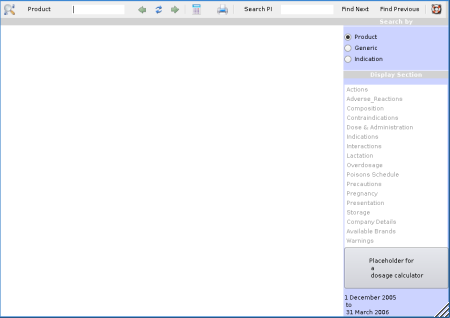 Product
Search PI
Find Next
Find Previous
Search by
Product
Generic
Indication
Display Section
Actions
Adverse_Reactions
Composition
Contraindications
Dose & Administration
Indications
Interactions
Lactation
Overdosage
Poisons Schedule
Precautions
Pregnancy
Presentation
Storage
Company Details
Available Brands
Warnings
Placeholder for
a
dosage calculator
1 December 2005
to
31 March 2006